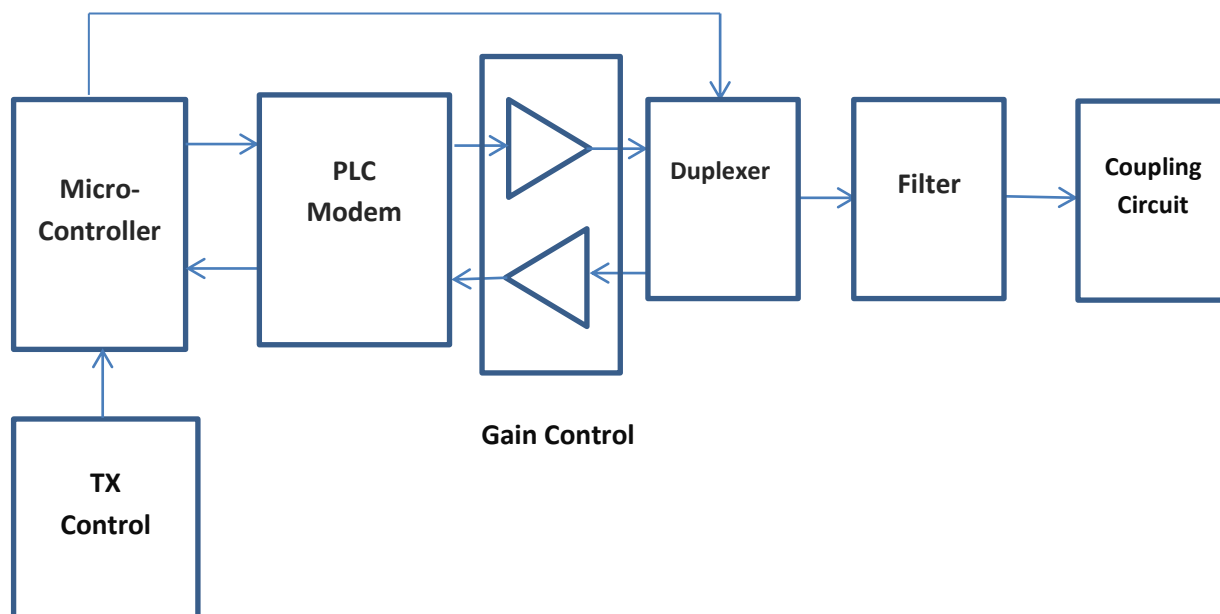 Micro-
Controller
PLC
Modem
Duplexer
Filter
Coupling
Circuit
Gain Control
TX
Control